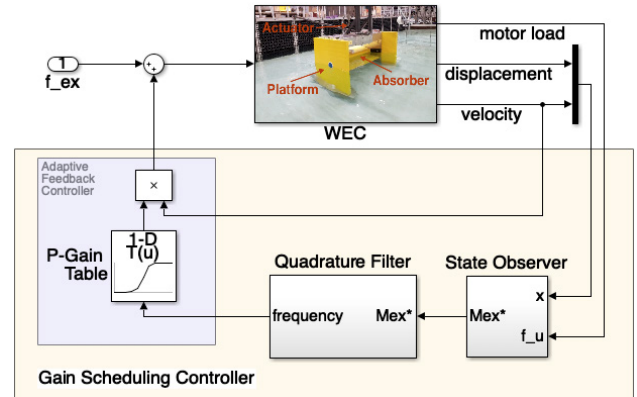 Actuator
motor load
1
f_ex
Absorber
displacement
Platform
velocity
WEC
Adaptive
Feedback
Controller
×
P-Gain
Table
1-D
T(u)
Quadrature Filter
State Observer
frequency
Mex*
Mex*
x
f_u
Gain Scheduling Controller